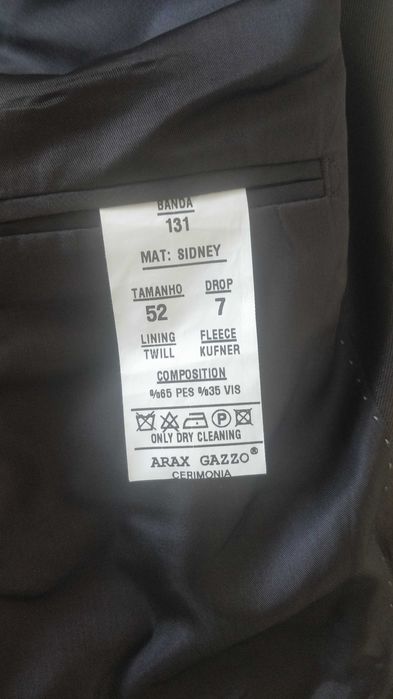 BANDA
131
MAT: SIDNEY
TAMANHO DROP
52 7
LINING FLEECE
TWILL KUFNER
COMPOSITION
%65 PES %35 VIS
P
ONLY DRY CLEANING
ARAX GAZZO®
CERIMONIA